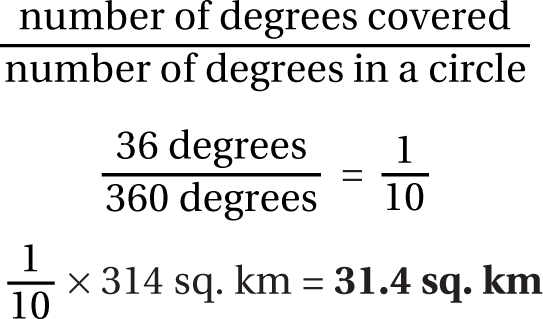 number of degrees covered
number of degrees in a circle
36 degrees
360 degrees
= 1
10
1
10
× 314 sq. km = 31.4 sq. km